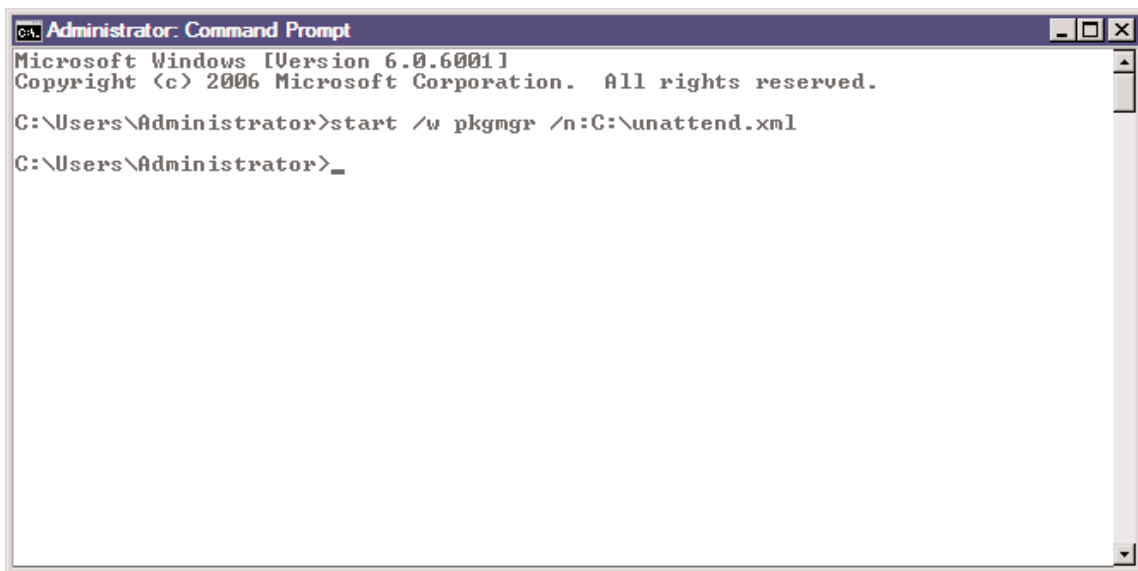 Administrator: Command Prompt
Microsoft Windows [Version 6.0.6001]
Copyright (c) 2006 Microsoft Corporation.  All rights reserved.
C:\Users\Administrator>start /w pkgmgr /n:C:\unattend.xml
C:\Users\Administrator>_